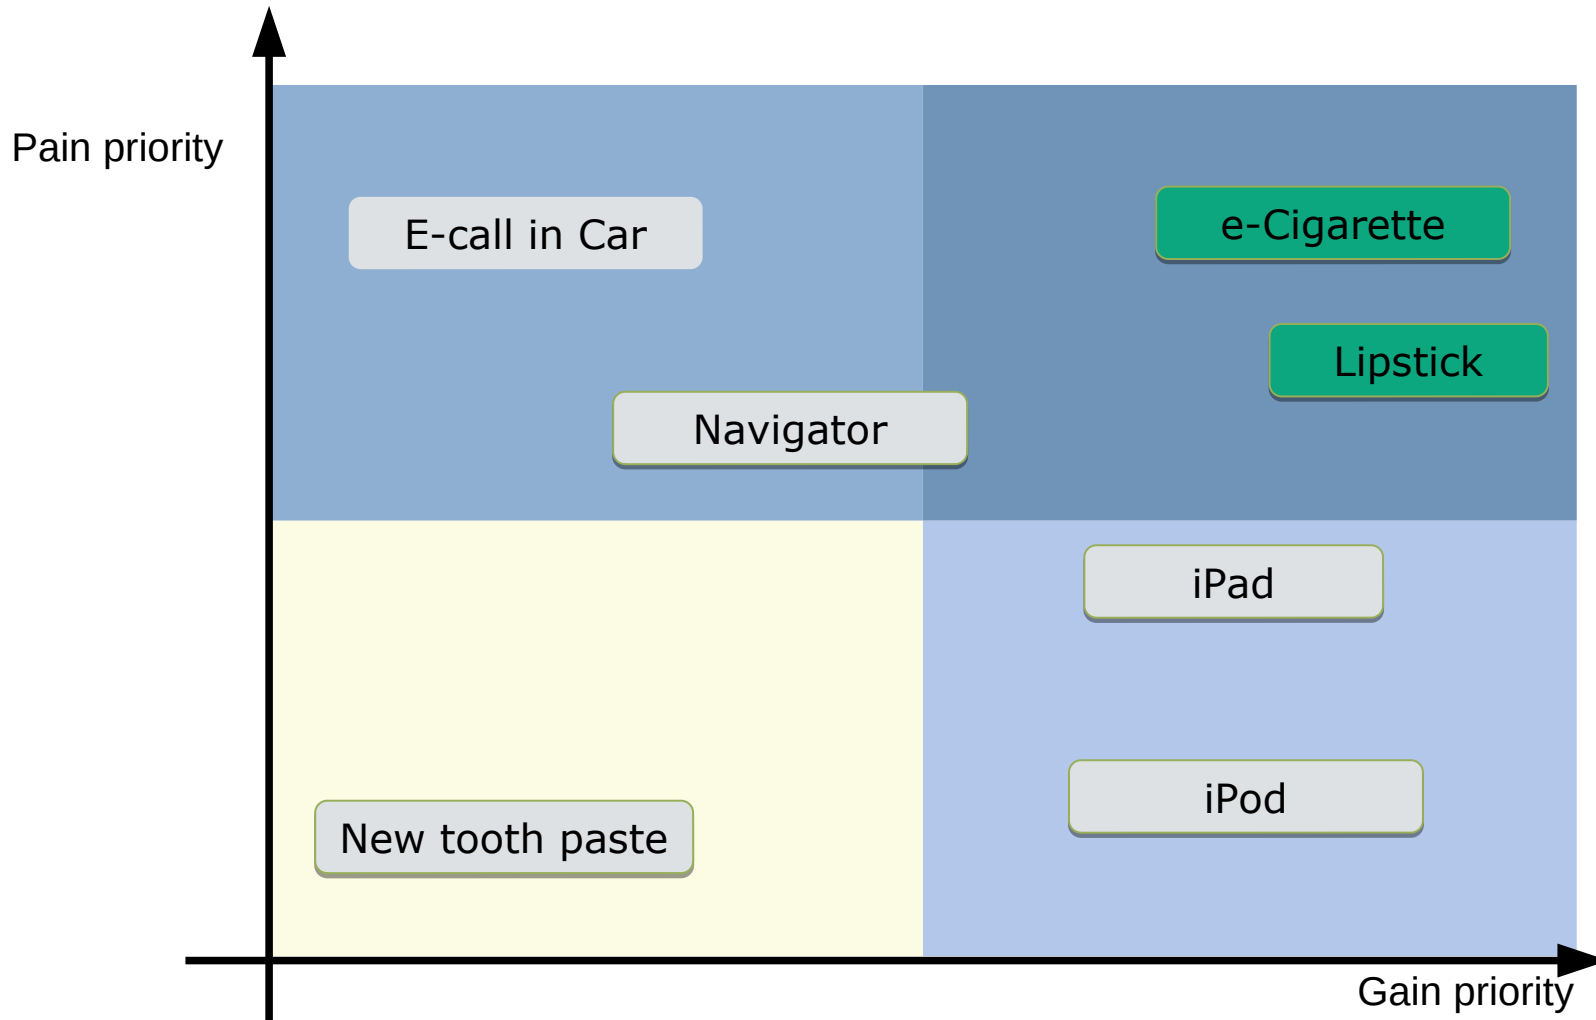 Pain priority
E-call in Car
e-Cigarette
Lipstick
Navigator
iPad
iPod
New tooth paste
Gain priority